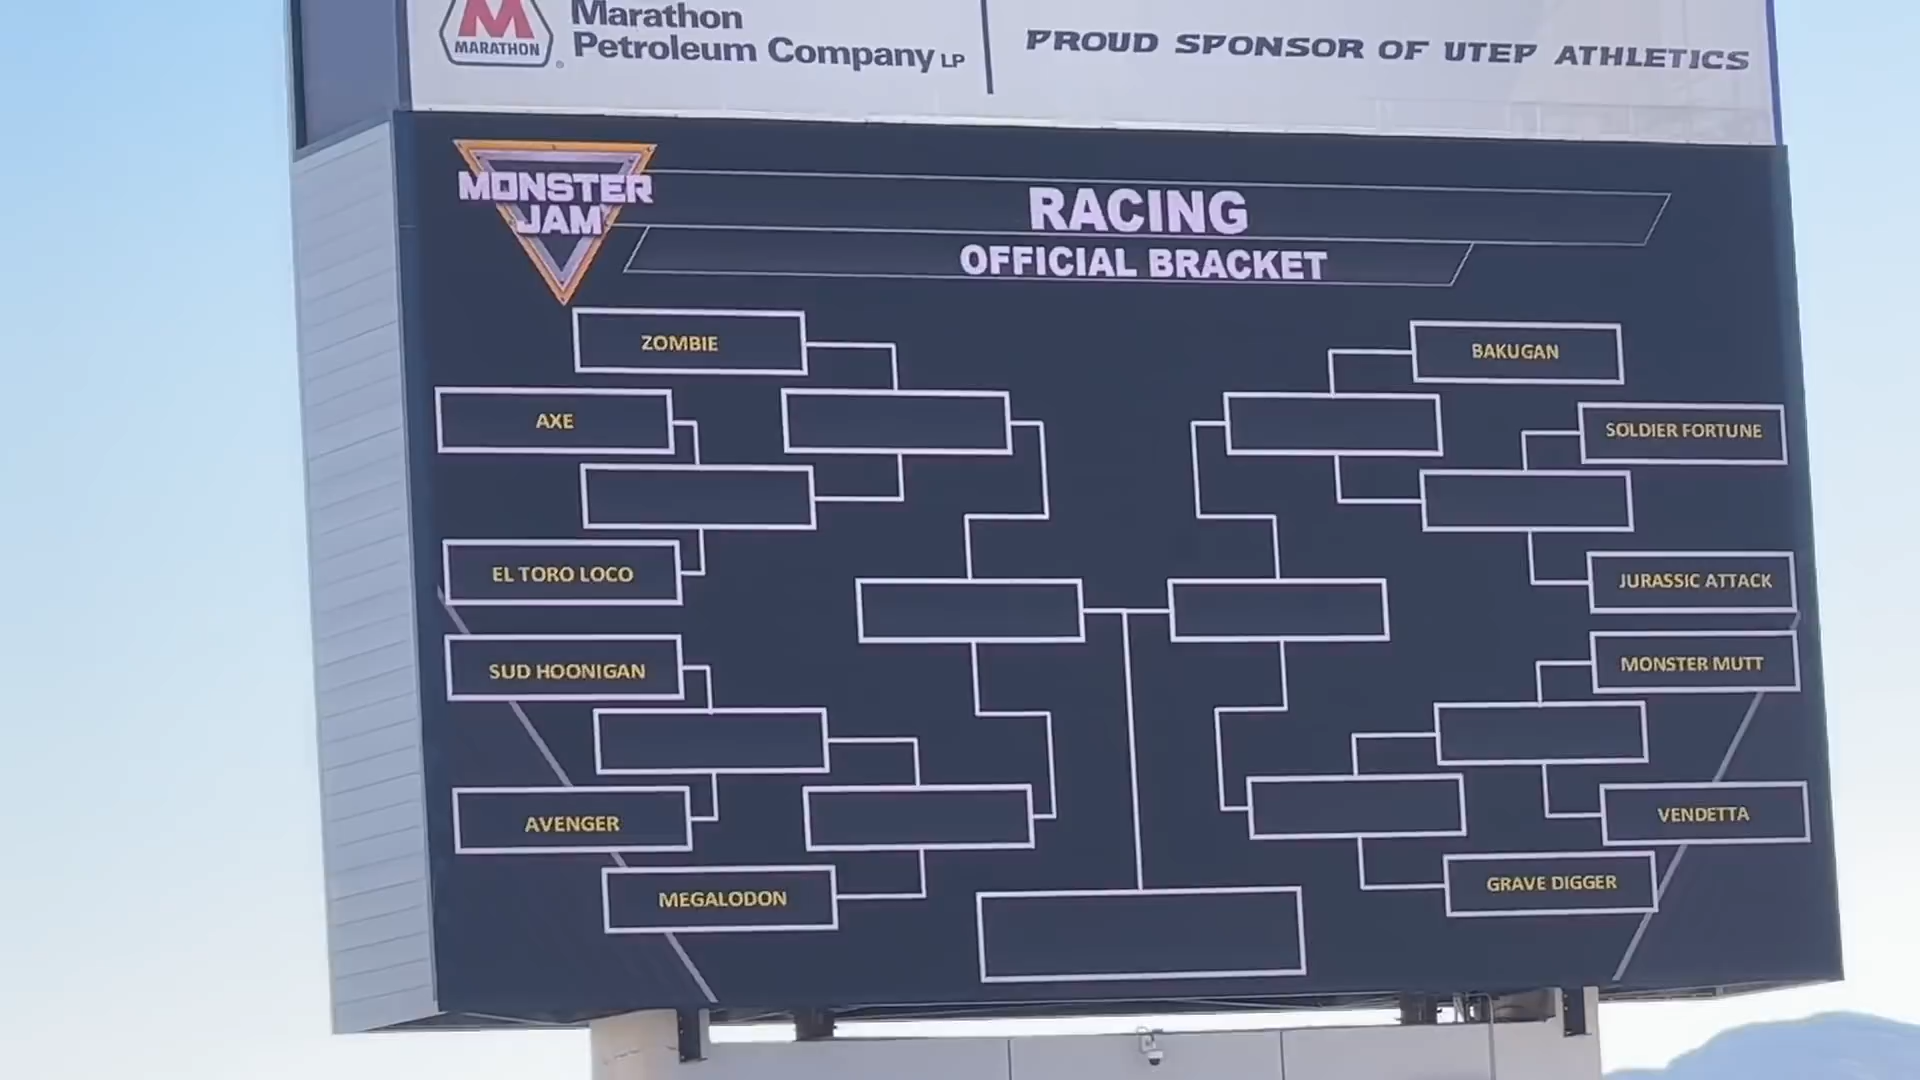 MARATHON
Marathon
Petroleum Company LP
PROUD SPONSOR OF UTEP ATHLETICS
MONSTER
JAM
RACING
OFFICIAL BRACKET
ZOMBIE
AXE
EL TORO LOCO
SUD HOONIGAN
AVENGER
MEGALODON
BAKUGAN
SOLDIER FORTUNE
JURASSIC ATTACK
MONSTER MUTT
VENDETTA
GRAVE DIGGER